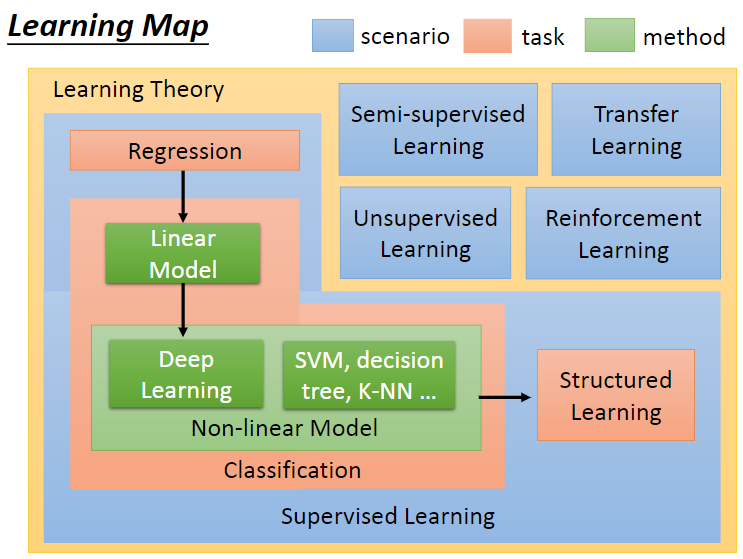 Learning Map
scenario
task
method
Learning Theory
Regression
Linear
Model
Deep
Learning
SVM, decision
tree, K-NN ...
Non-linear Model
Classification
Supervised Learning
Structured
Learning
Semi-supervised
Learning
Transfer
Learning
Unsupervised
Learning
Reinforcement
Learning